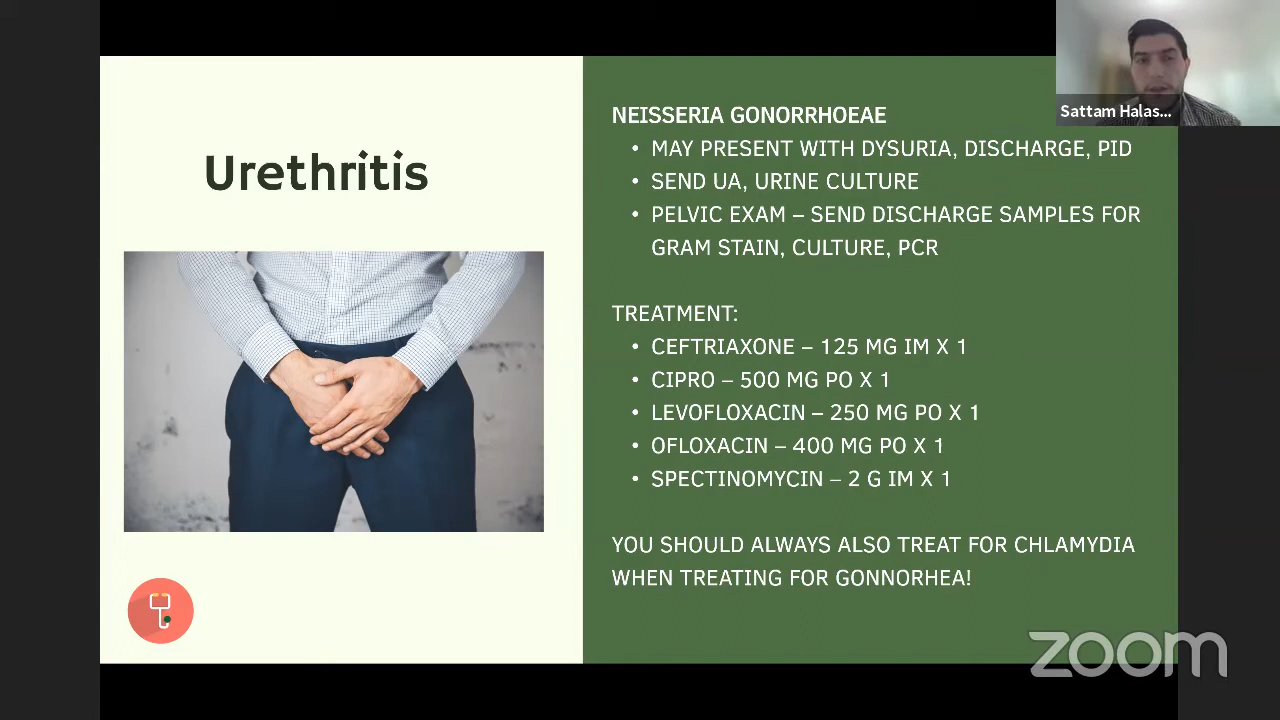 Sattam Halas...
Urethritis
NEISSERIA GONORRHOEAE
• MAY PRESENT WITH DYSURIA, DISCHARGE, PID
• SEND UA, URINE CULTURE
• PELVIC EXAM – SEND DISCHARGE SAMPLES FOR
GRAM STAIN, CULTURE, PCR
TREATMENT:
• CEFTRIAXONE – 125 MG IM X 1
• CIPRO – 500 MG PO X 1
• LEVOFLOXACIN – 250 MG PO X 1
• OFLOXACIN – 400 MG PO X 1
• SPECTINOMYCIN – 2 G IM X 1
YOU SHOULD ALWAYS ALSO TREAT FOR CHLAMYDIA
WHEN TREATING FOR GONNORHEA!
zoom